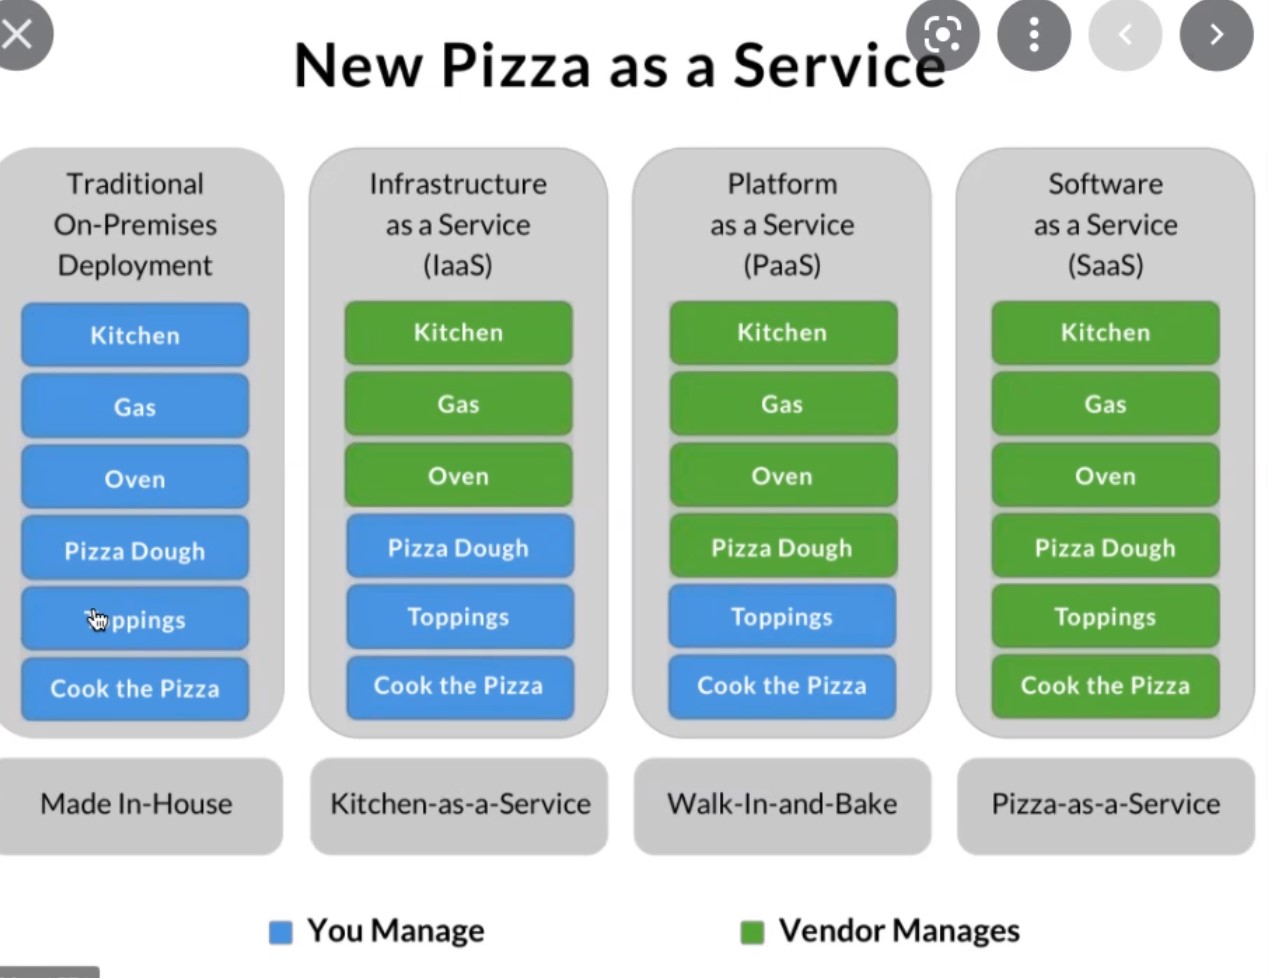 New Pizza as a Service
Traditional
On-Premises
Deployment
Kitchen
Gas
Oven
Pizza Dough
ppings
Cook the Pizza
Made In-House
Infrastructure
as a Service
(IaaS)
Kitchen
Gas
Oven
Pizza Dough
Toppings
Cook the Pizza
Kitchen-as-a-Service
Platform
as a Service
(PaaS)
Kitchen
Gas
Oven
Pizza Dough
Toppings
Cook the Pizza
Walk-In-and-Bake
Software
as a Service
(SaaS)
Kitchen
Gas
Oven
Pizza Dough
Toppings
Cook the Pizza
Pizza-as-a-Service
You Manage
Vendor Manages